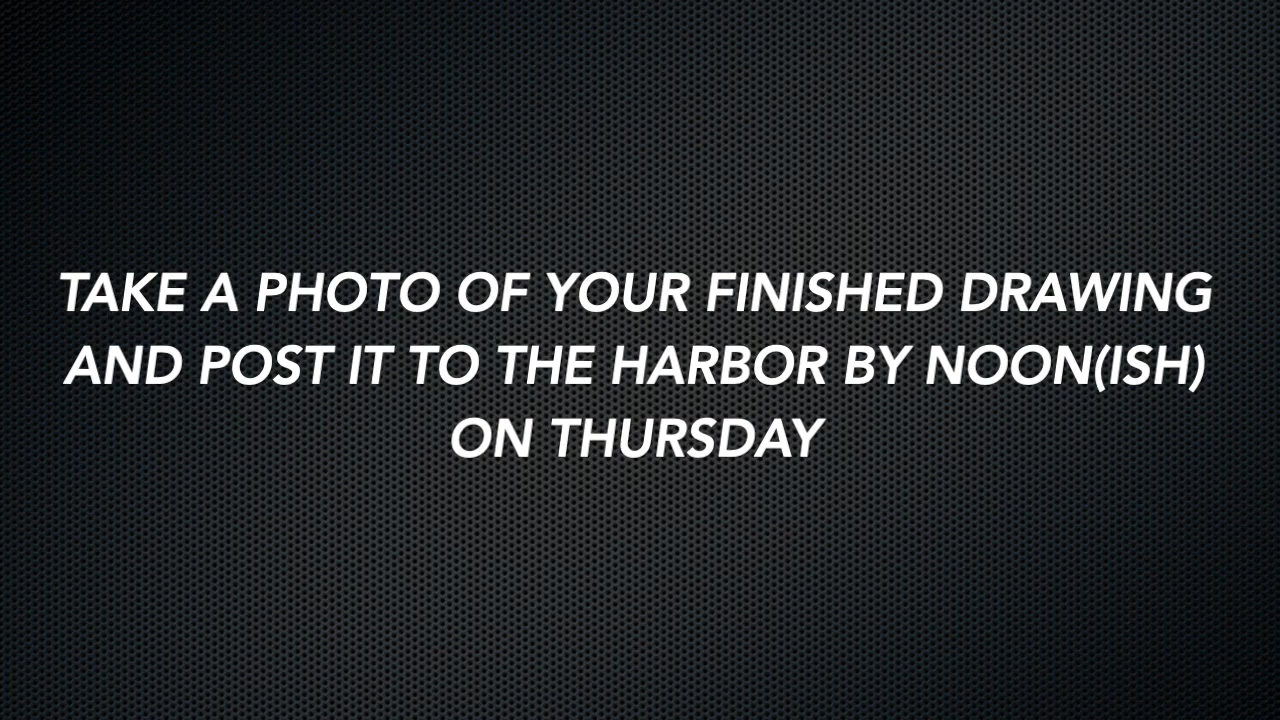 TAKE A PHOTO OF YOUR FINISHED DRAWING
AND POST IT TO THE HARBOR BY NOON(ISH)
ON THURSDAY